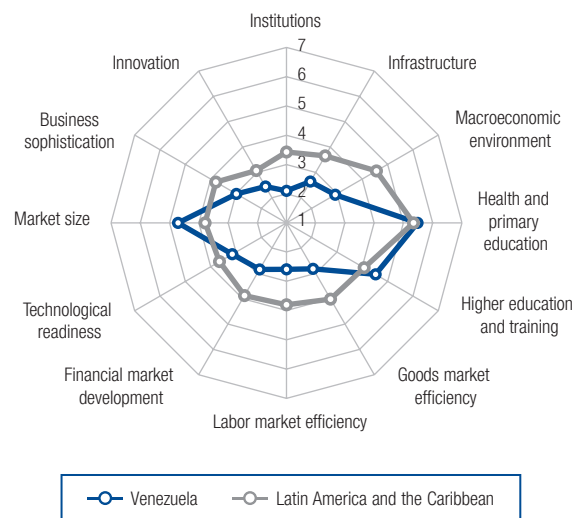 Institutions
7
6
5
4
3
2
1
Infrastructure
Macroeconomic
environment
Health and
primary
education
Higher education
and training
Goods market
efficiency
Labor market efficiency
Financial market
development
Technological
readiness
Market size
Business
sophistication
Innovation
Venezuela
Latin America and the Caribbean